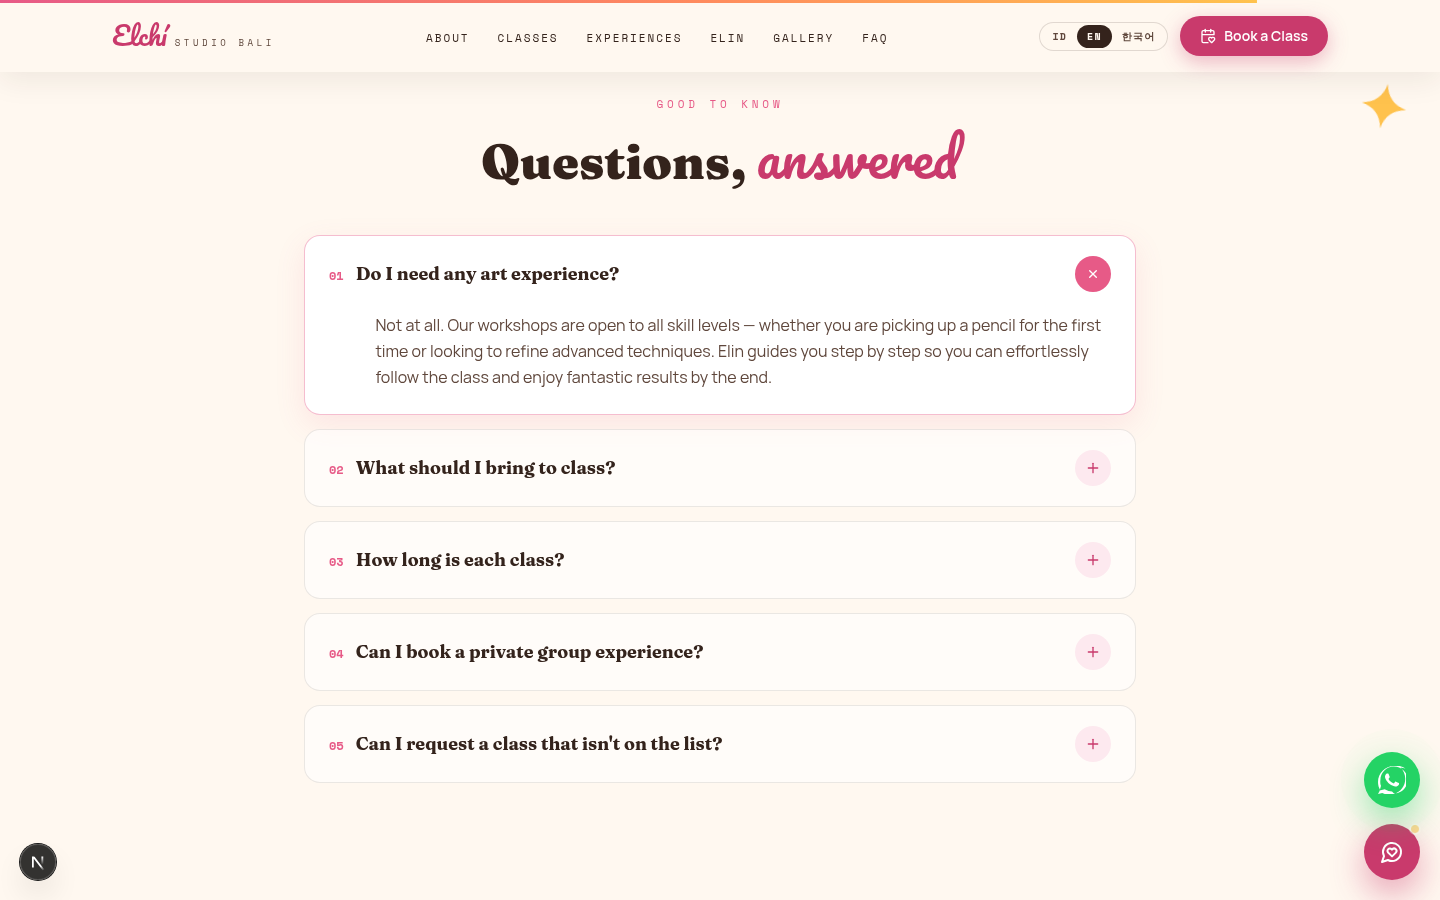 Elchí STUDIO BALI
ABOUT CLASSES EXPERIENCES ELIN GALLERY FAQ
ID EN 한국어
Book a Class
GOOD TO KNOW
Questions, answered
01 Do I need any art experience?
Not at all. Our workshops are open to all skill levels — whether you are picking up a pencil for the first
time or looking to refine advanced techniques. Elin guides you step by step so you can effortlessly
follow the class and enjoy fantastic results by the end.
02 What should I bring to class?
03 How long is each class?
04 Can I book a private group experience?
05 Can I request a class that isn't on the list?
N